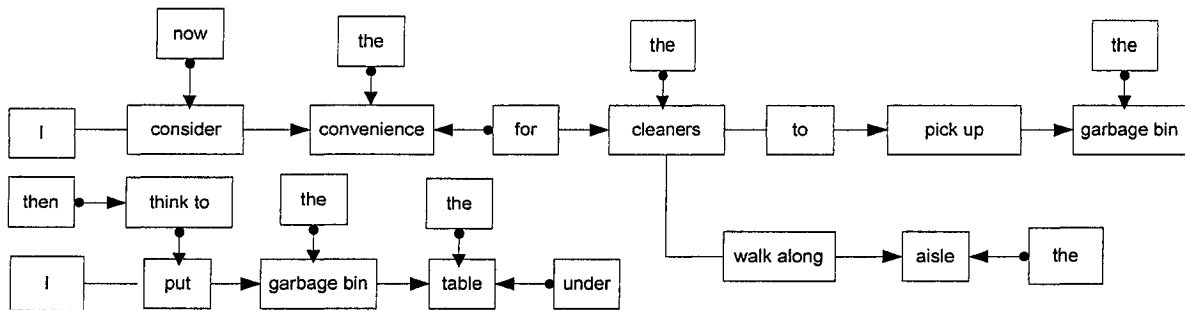 now the the the
I consider convenience for cleaners to pick up garbage bin
then think to the the
walk along aisle the
I put garbage bin table under